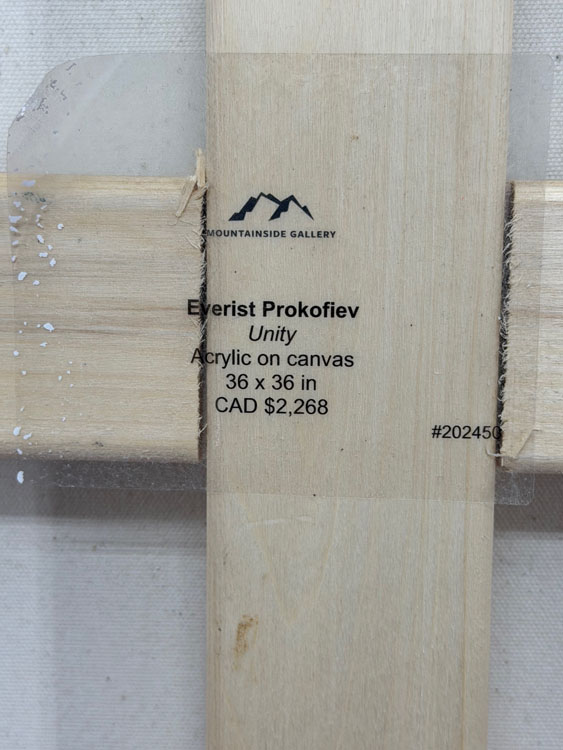 MOUNTAINSIDE GALLERY
Everist Prokofiev
Unity
Acrylic on canvas
36 x 36 in
CAD $2,268
#202450